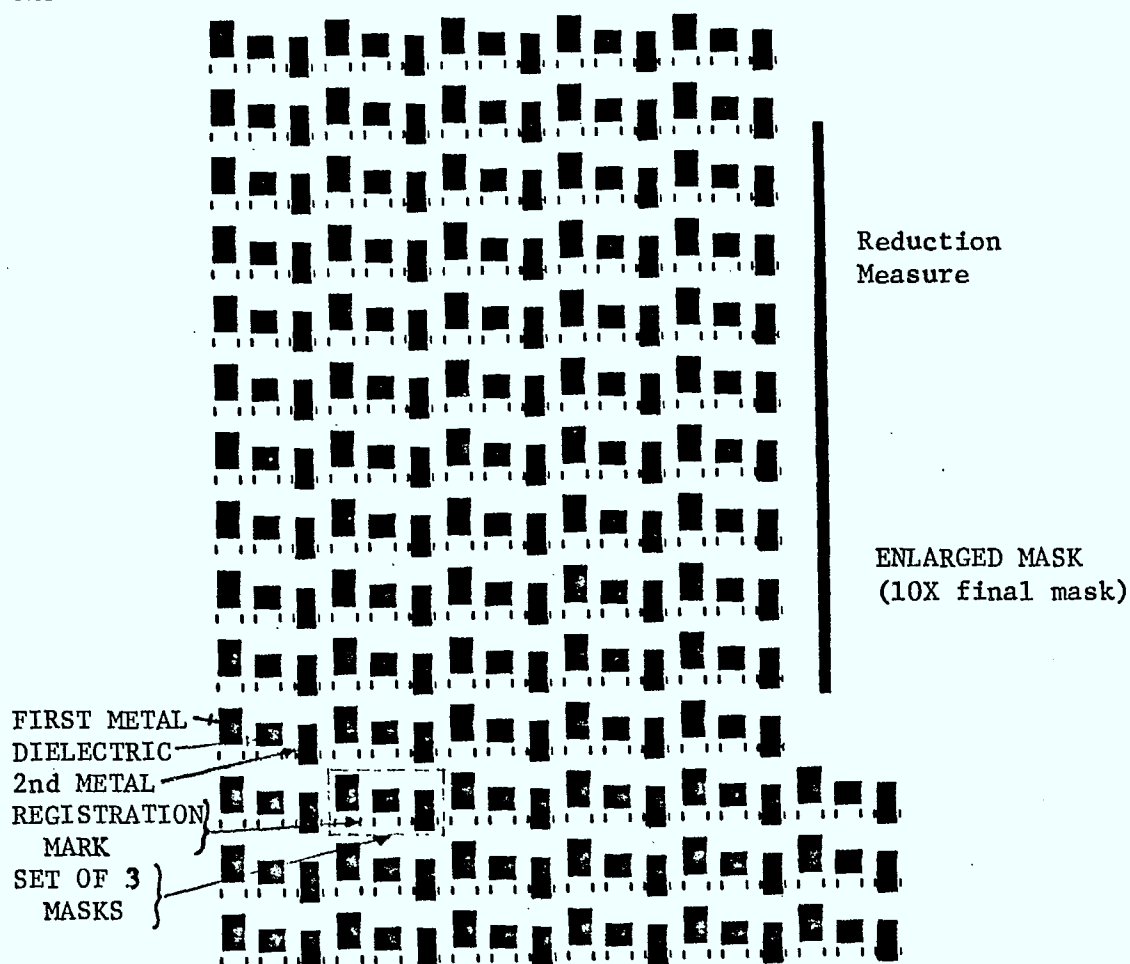 Reduction
Measure
ENLARGED MASK
(10X final mask)
FIRST METAL
DIELECTRIC
2nd METAL
REGISTRATION
MARK
SET OF 3
MASKS